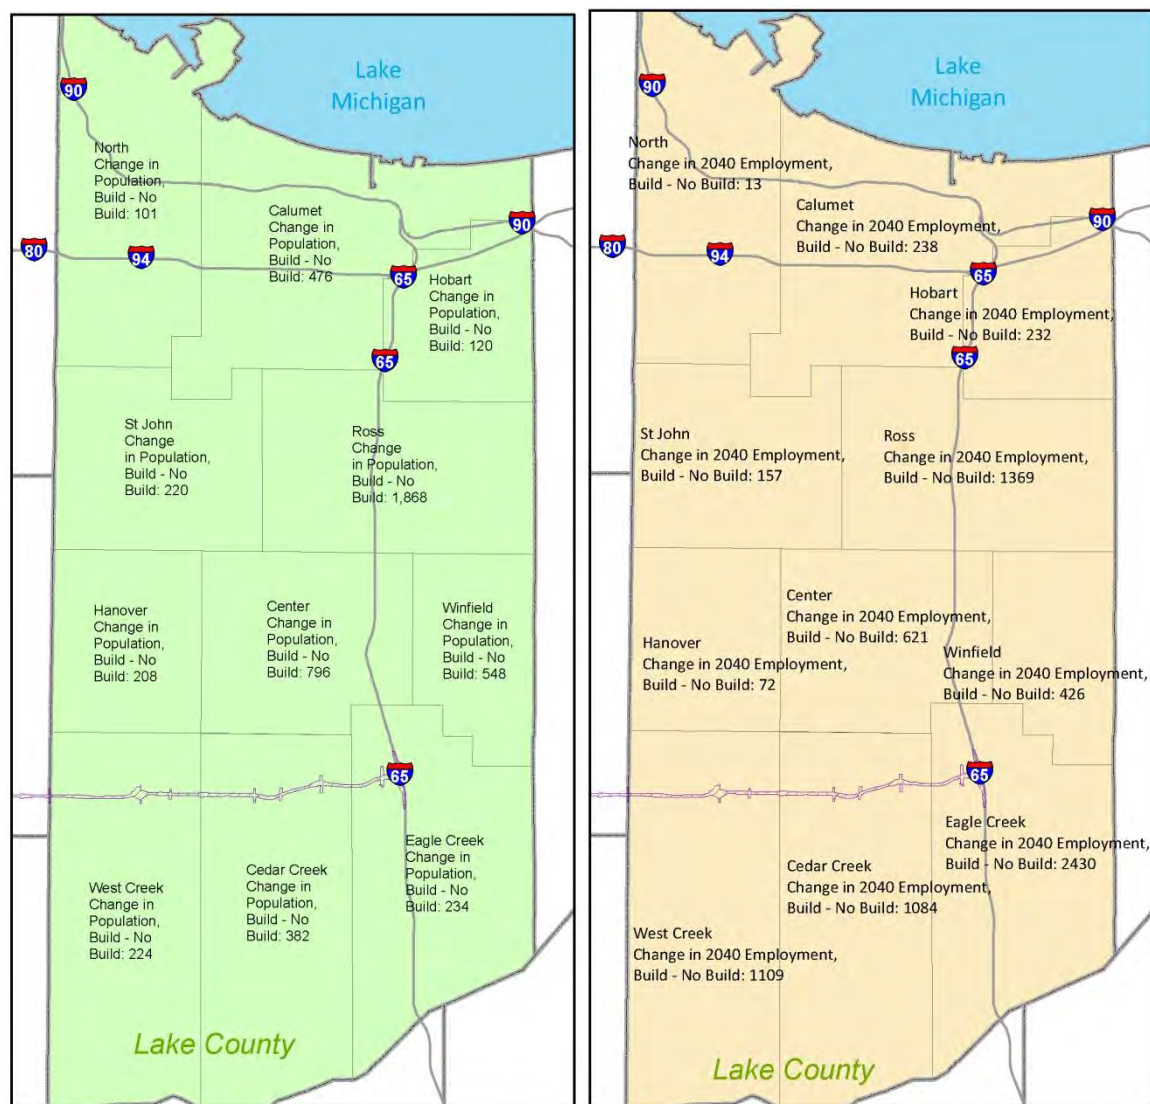 Lake
Michigan
90
North
Change in
Population,
Build - No
Build: 101
Calumet
Change in
Population,
Build - No
Build: 476
90
80
94
65
Hobart
Change in
Population,
Build - No
Build: 120
65
St John
Change
in Population,
Build - No
Build: 220
Ross
Change
in Population,
Build - No
Build: 1,868
Hanover
Change in
Population,
Build - No
Build: 208
Center
Change in
Population,
Build - No
Build: 796
Winfield
Change in
Population,
Build - No
Build: 548
65
Eagle Creek
Change in
Population,
Build - No
Build: 234
Cedar Creek
Change in
Population,
Build - No
Build: 382
West Creek
Change in
Population,
Build - No
Build: 224
Lake County
Lake
Michigan
90
North
Change in 2040 Employment,
Build - No Build: 13
Calumet
Change in 2040 Employment,
Build - No Build: 238
90
80
94
65
Hobart
Change in 2040 Employment,
Build - No Build: 232
65
St John
Change in 2040 Employment,
Build - No Build: 157
Ross
Change in 2040 Employment,
Build - No Build: 1369
Center
Change in 2040 Employment,
Build - No Build: 621
Hanover
Change in 2040 Employment,
Build - No Build: 72
Winfield
Change in 2040 Employment,
Build - No Build: 426
65
Eagle Creek
Change in 2040 Employment,
Build - No Build: 2430
Cedar Creek
Change in 2040 Employment,
Build - No Build: 1084
West Creek
Change in 2040 Employment,
Build - No Build: 1109
Lake County